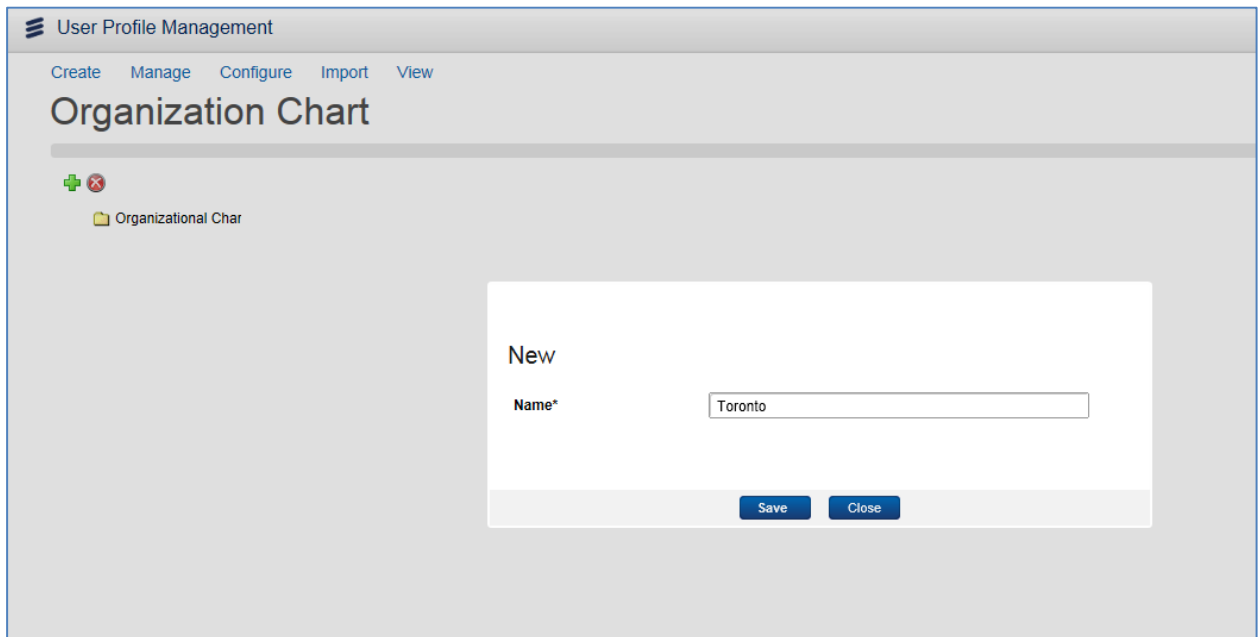 User Profile Management
Create Manage Configure Import View
Organization Chart
Organizational Char
New
Name*
Toronto
Save Close